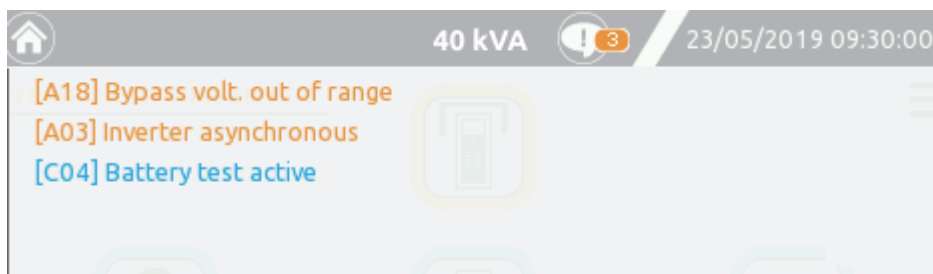 40 kVA 3 23/05/2019 09:30:00
[A18] Bypass volt. out of range
[A03] Inverter asynchronous
[C04] Battery test active